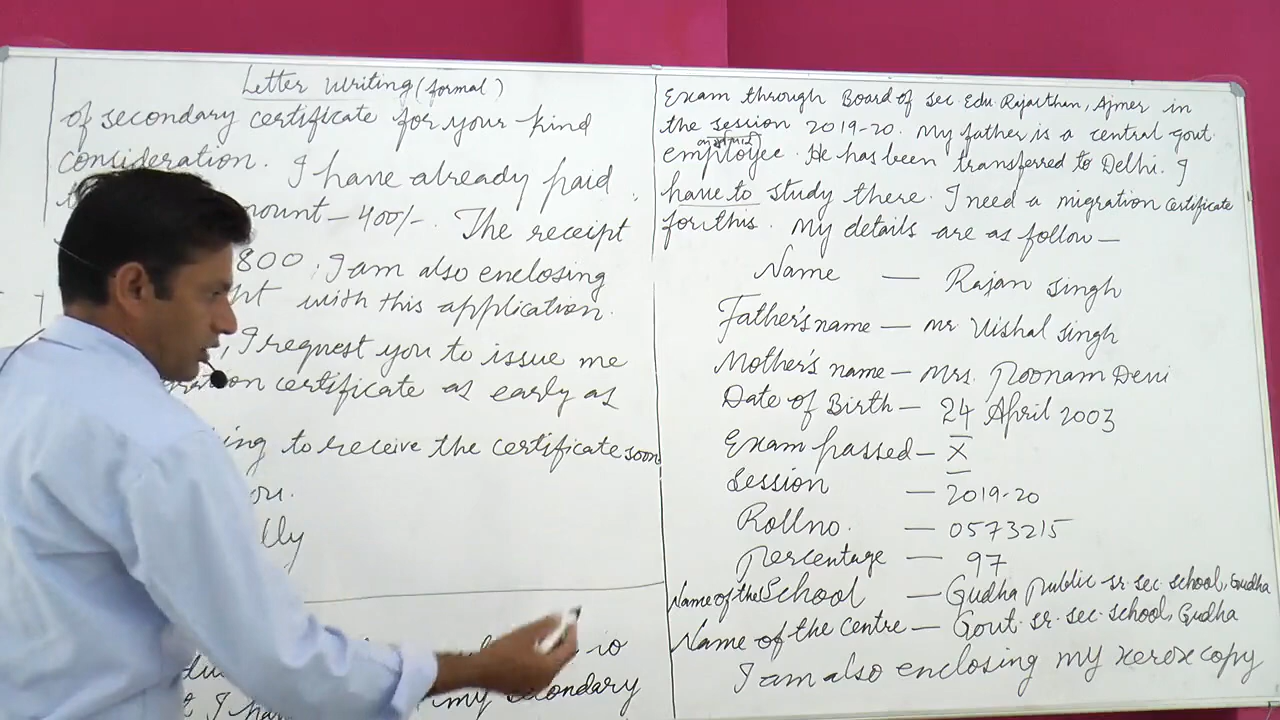 Letter Writing (formal)
of secondary certificate for your kind
consideration. I have already paid
mount - 400/-. The receipt
800. I am also enclosing
with this application.
, I request you to issue me
certificate as early as
ing to receive the certificate soon
ou.
lly
my secondary
Exam through Board of Sec Edu Rajasthan, Ajmer in
the session 2019-20. My father is a central govt.
employee. He has been transferred to Delhi. I
have to study there. I need a migration certificate
for this. My details are as follow —
Name — Rajan Singh
Father's name — Mr Vishal Singh
Mother's name — Mrs. Poonam Devi
Date of Birth — 24 April 2003
Exam passed — X
Session — 2019-20
Roll no. — 0573215
Percentage — 97
Name of the School — Gudha Public Sr. Sec School, Gudha
Name of the Centre — Govt. Sr. Sec. School, Gudha
I am also enclosing my xerox copy